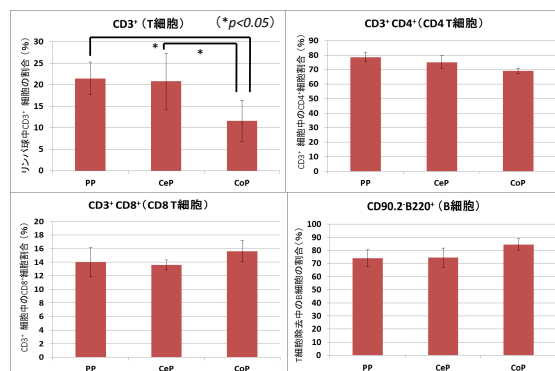 CD3⁺ (T細胞)
(*p<0.05)
リンパ球中CD3⁺ 細胞の割合 (%)
30
25
20
15
10
5
0
*
*
PP
CeP
CoP
CD3⁺ CD4⁺(CD4 T細胞)
CD3⁺ 細胞中のCD4⁺細胞割合 (%)
90
80
70
60
50
40
30
20
10
0
PP
CeP
CoP
CD3⁺ CD8⁺(CD8 T細胞)
CD3⁺ 細胞中のCD8⁺細胞割合 (%)
20
18
16
14
12
10
8
6
4
2
0
PP
CeP
CoP
CD90.2⁻B220⁺ (B細胞)
T細胞除去中のB細胞の割合 (%)
100
90
80
70
60
50
40
30
20
10
0
PP
CeP
CoP